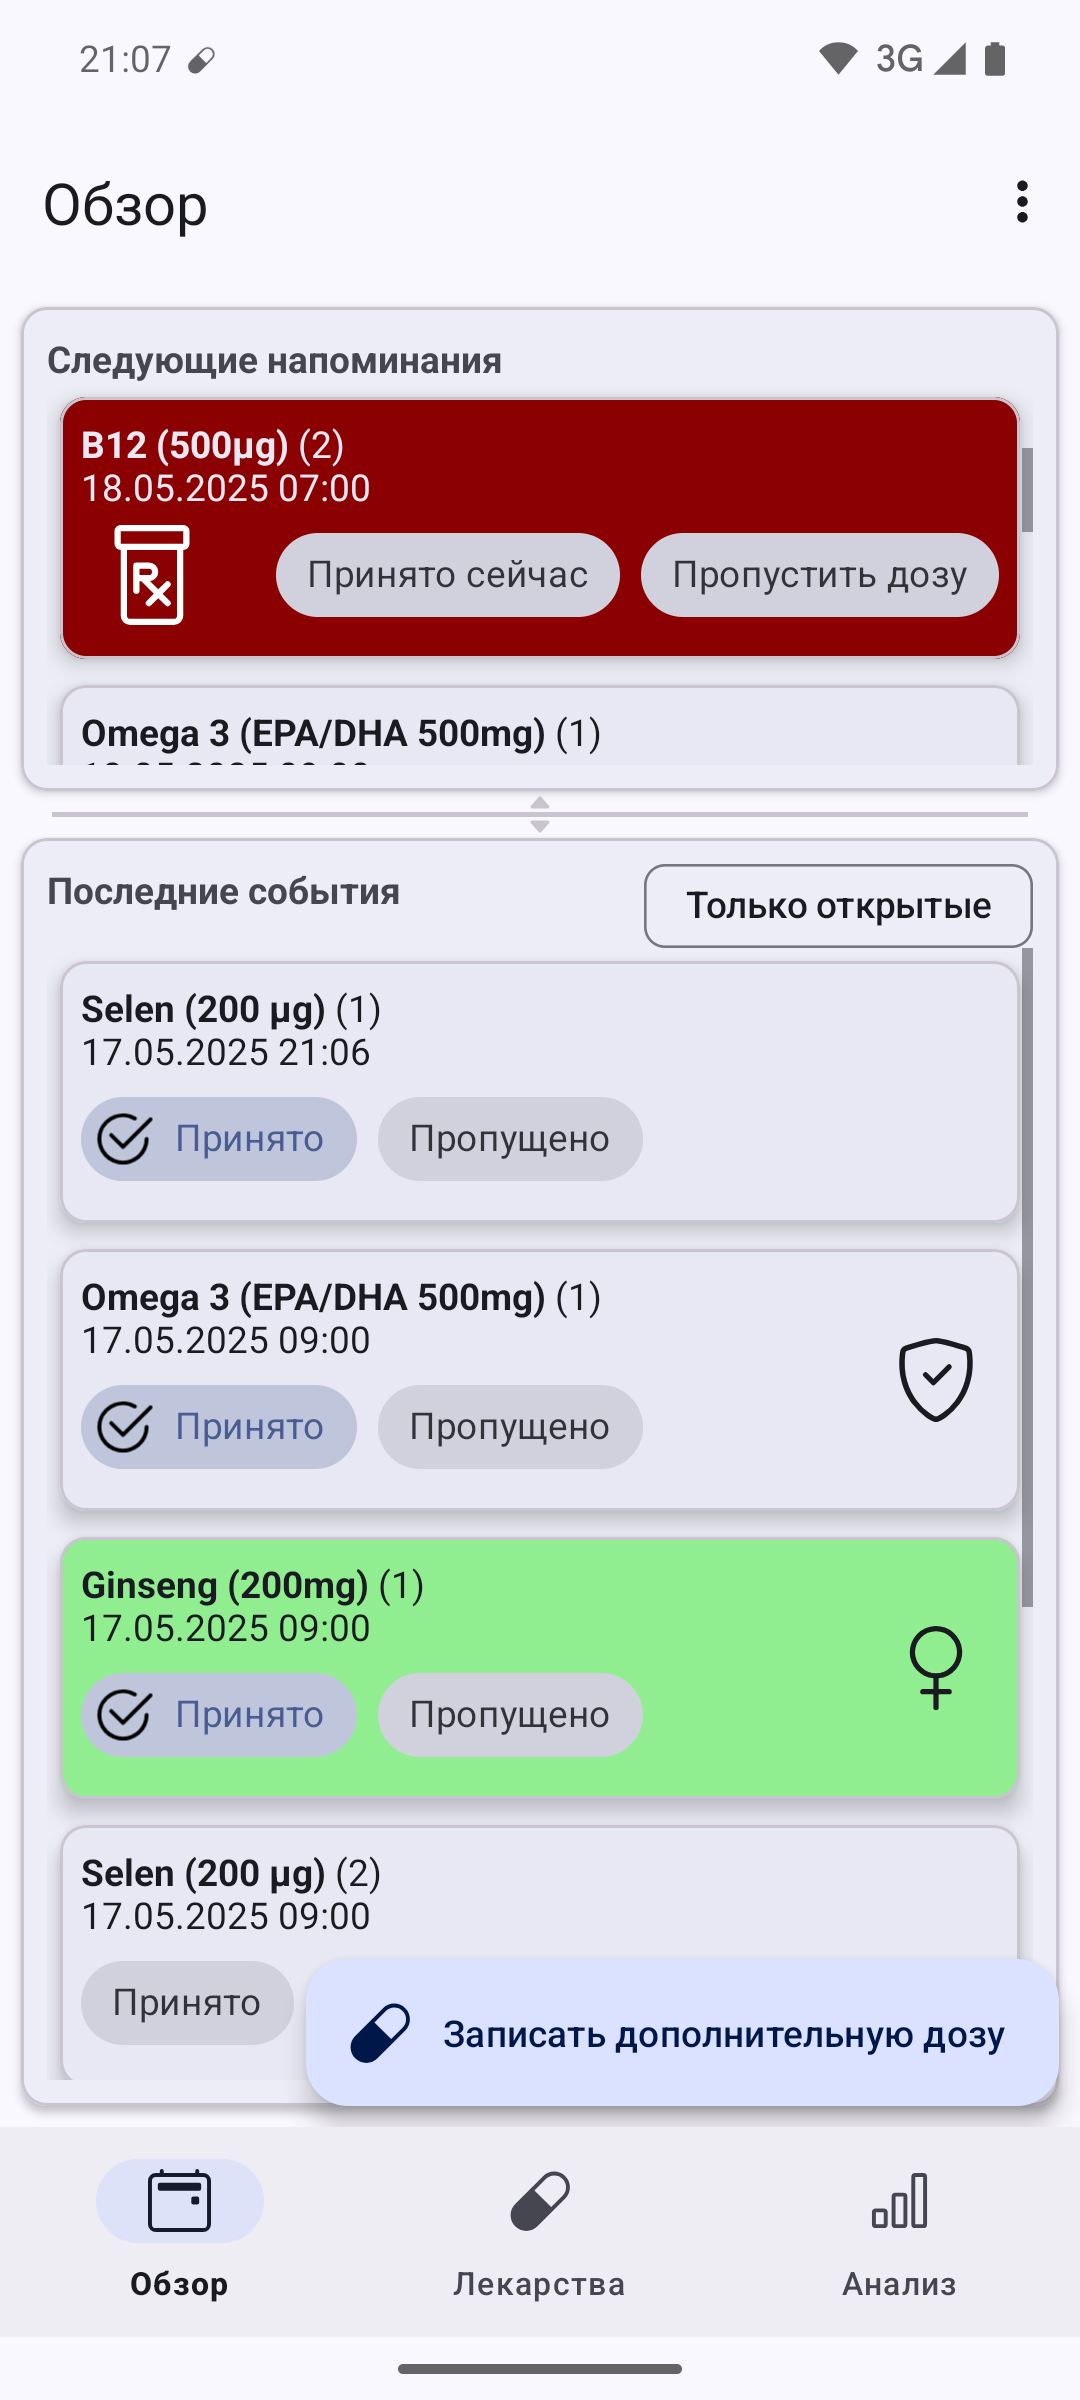 21:07
3G
Обзор
Следующие напоминания
B12 (500µg) (2)
18.05.2025 07:00
Rx
Принято сейчас
Пропустить дозу
Omega 3 (EPA/DHA 500mg) (1)
Последние события
Только открытые
Selen (200 µg) (1)
17.05.2025 21:06
Принято
Пропущено
Omega 3 (EPA/DHA 500mg) (1)
17.05.2025 09:00
Принято
Пропущено
Ginseng (200mg) (1)
17.05.2025 09:00
Принято
Пропущено
Selen (200 µg) (2)
17.05.2025 09:00
Принято
Записать дополнительную дозу
Обзор
Лекарства
Анализ